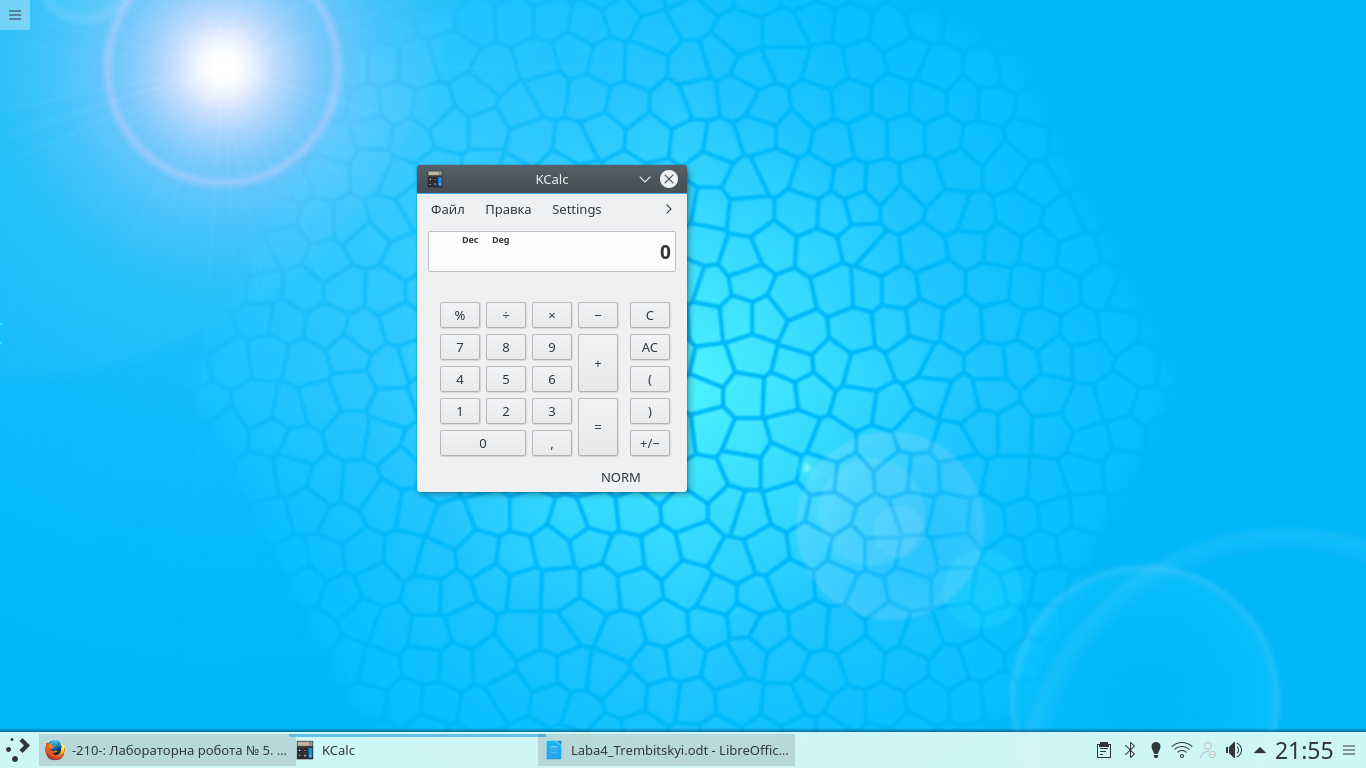 KCalc
Файл Правка Settings
Dec Deg
0
% ÷ × − C
7 8 9 + AC
4 5 6 (
1 2 3 = )
0 , +/−
NORM
-210-: Лабораторна робота № 5. ... KCalc Laba4_Trembitskyi.odt - LibreOffic... 21:55